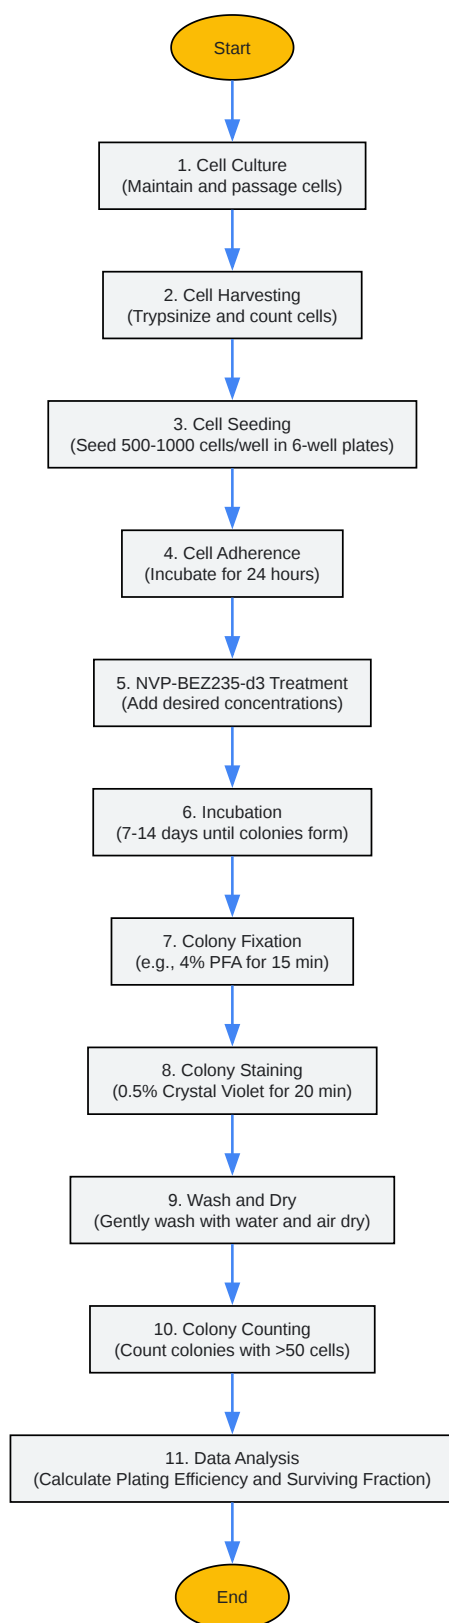 Start
1. Cell Culture
(Maintain and passage cells)
2. Cell Harvesting
(Trypsinize and count cells)
3. Cell Seeding
(Seed 500-1000 cells/well in 6-well plates)
4. Cell Adherence
(Incubate for 24 hours)
5. NVP-BEZ235-d3 Treatment
(Add desired concentrations)
6. Incubation
(7-14 days until colonies form)
7. Colony Fixation
(e.g., 4% PFA for 15 min)
8. Colony Staining
(0.5% Crystal Violet for 20 min)
9. Wash and Dry
(Gently wash with water and air dry)
10. Colony Counting
(Count colonies with >50 cells)
11. Data Analysis
(Calculate Plating Efficiency and Surviving Fraction)
End